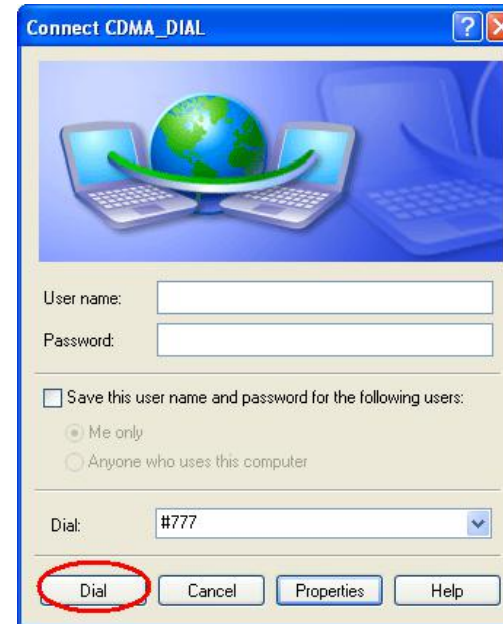 Connect CDMA_DIAL
User name:
Password:
Save this user name and password for the following users:
Me only
Anyone who uses this computer
Dial: #777
Dial Cancel Properties Help